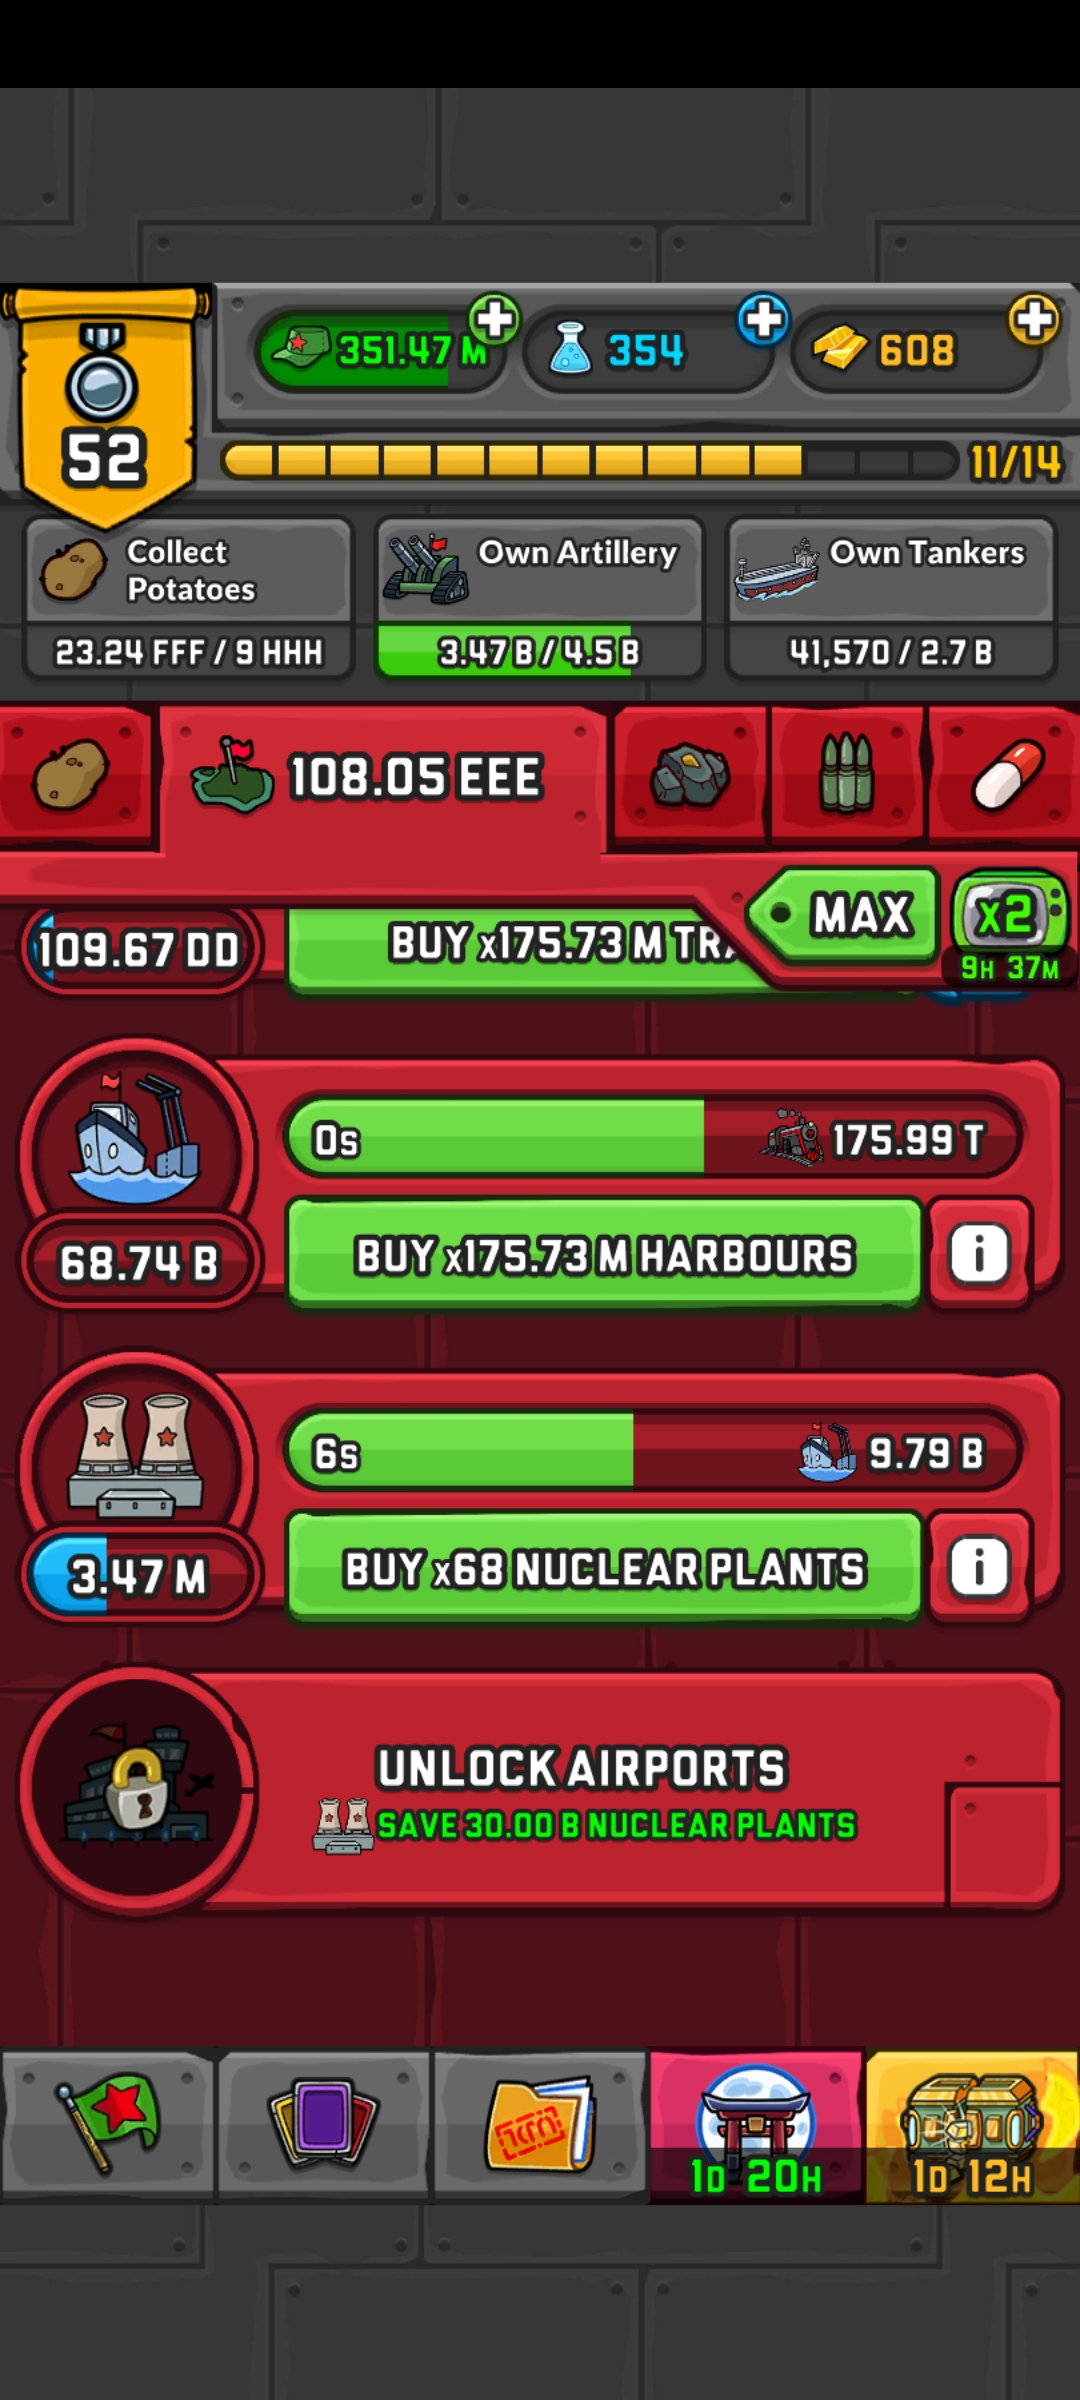 351.47 M
354
608
52
11/14
Collect
Potatoes
Own Artillery
Own Tankers
23.24 FFF / 9 HHH
3.47 B / 4.5 B
41,570 / 2.7 B
108.05 EEE
MAX
x2
9H 37M
109.67 DD
BUY x175.73 M
0s
175.99 T
68.74 B
BUY x175.73 M HARBOURS
i
6s
9.79 B
3.47 M
BUY x68 NUCLEAR PLANTS
i
UNLOCK AIRPORTS
SAVE 30.00 B NUCLEAR PLANTS
1D 20H
1D 12H